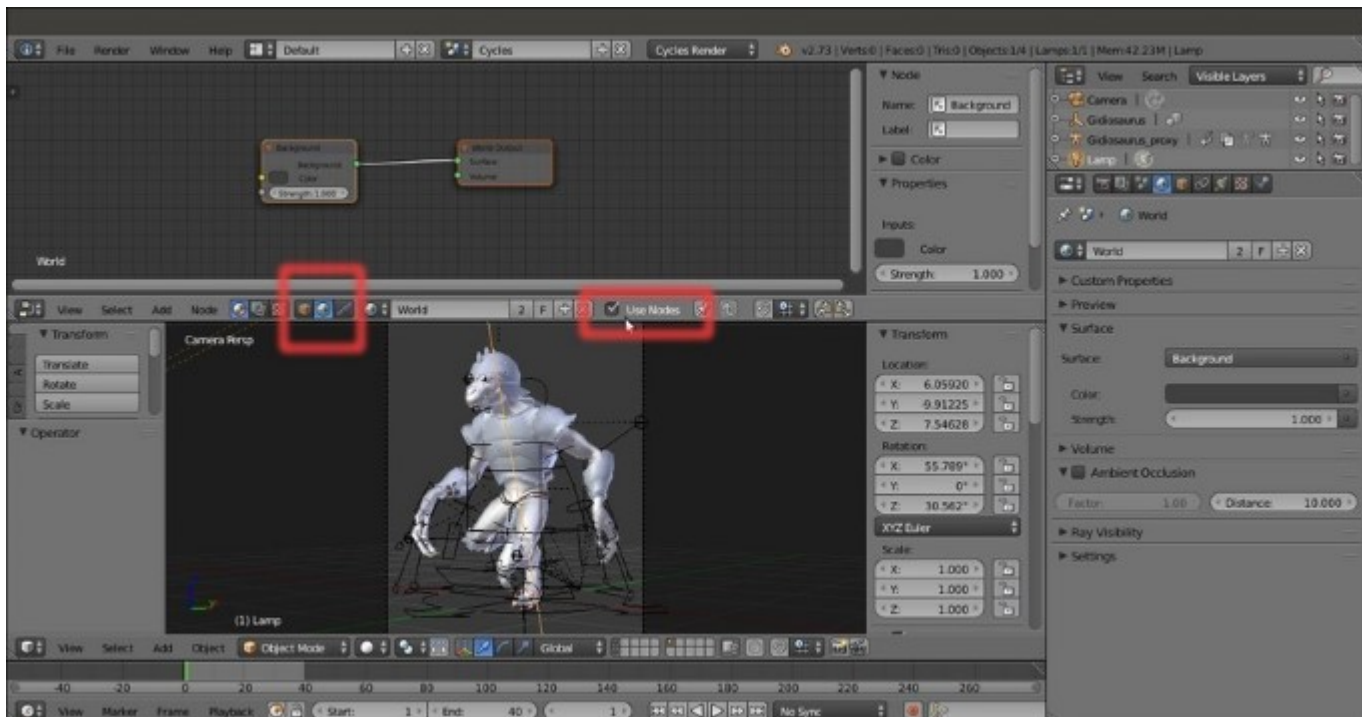 File Render Window Help Default Cycles Cycles Render v2.73 | Verts:0 | Faces:0 | Tris:0 | Objects:1/4 | Lamps:1/1 | Mem:42.23M | Lamp
Background
Background
Color
Strength: 1.000
World Output
Surface
Volume
World
Node
Name: Background
Label:
Color
Properties
Inputs:
Color
Strength: 1.000
View Search Visible Layers
Camera
Gidiosaurus
Gidiosaurus_proxy
Lamp
World
World 2 F
Custom Properties
Preview
Surface
Surface: Background
Color:
Strength: 1.000
Volume
Ambient Occlusion
Factor: 1.00 Distance: 10.000
Ray Visibility
Settings
View Select Add Node World 2 F Use Nodes
Transform
Translate
Rotate
Scale
Operator
Camera Persp
(1) Lamp
Transform
Location:
X: 6.05920
Y: -9.91225
Z: 7.54628
Rotation:
X: 55.789°
Y: 0°
Z: 30.562°
XYZ Euler
Scale:
X: 1.000
Y: 1.000
Z: 1.000
View Select Add Object Object Mode Global
-40 -20 0 20 40 60 80 100 120 140 160 180 200 220 240 260
View Marker Frame Playback Start: 1 End: 40 1 No Sync